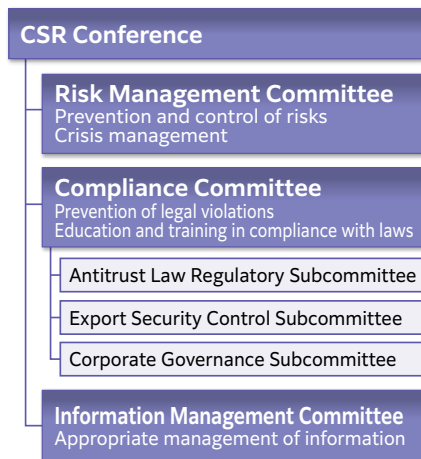 CSR Conference
Risk Management Committee
Prevention and control of risks
Crisis management
Compliance Committee
Prevention of legal violations
Education and training in compliance with laws
Antitrust Law Regulatory Subcommittee
Export Security Control Subcommittee
Corporate Governance Subcommittee
Information Management Committee
Appropriate management of information